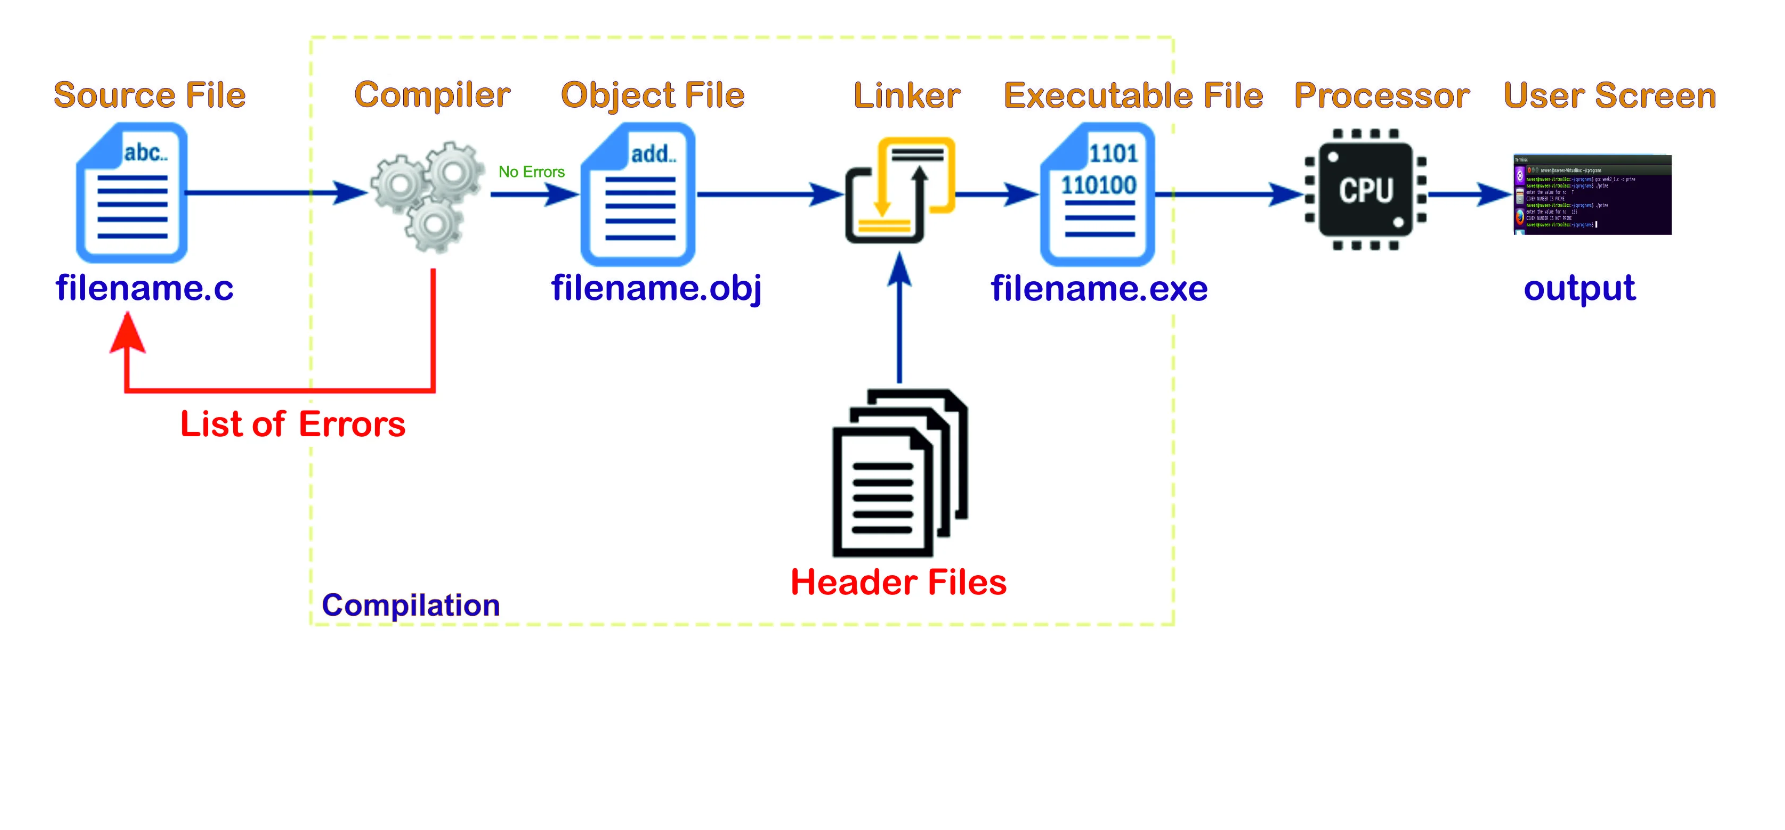 Source File
Compiler
Object File
Linker
Executable File
Processor
User Screen
abc..
No Errors
add..
1101
110100
CPU
filename.c
filename.obj
filename.exe
output
List of Errors
Header Files
Compilation